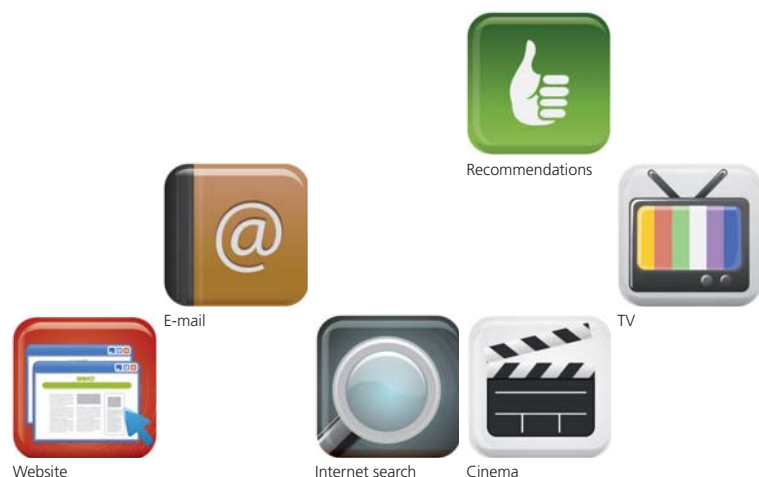 Recommendations
@
E-mail
TV
Website
Internet search
Cinema